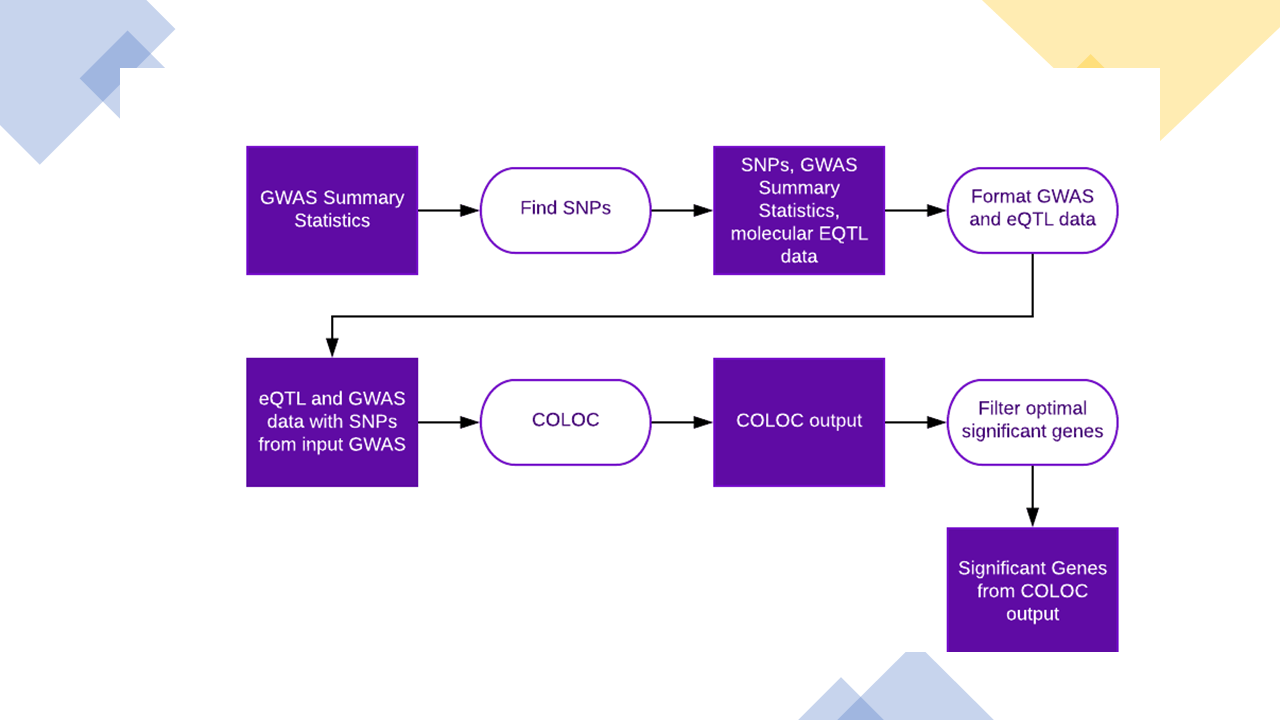 GWAS Summary
Statistics
Find SNPs
SNPs, GWAS
Summary
Statistics,
molecular EQTL
data
Format GWAS
and eQTL data
eQTL and GWAS
data with SNPs
from input GWAS
COLOC
COLOC output
Filter optimal
significant genes
Significant Genes
from COLOC
output